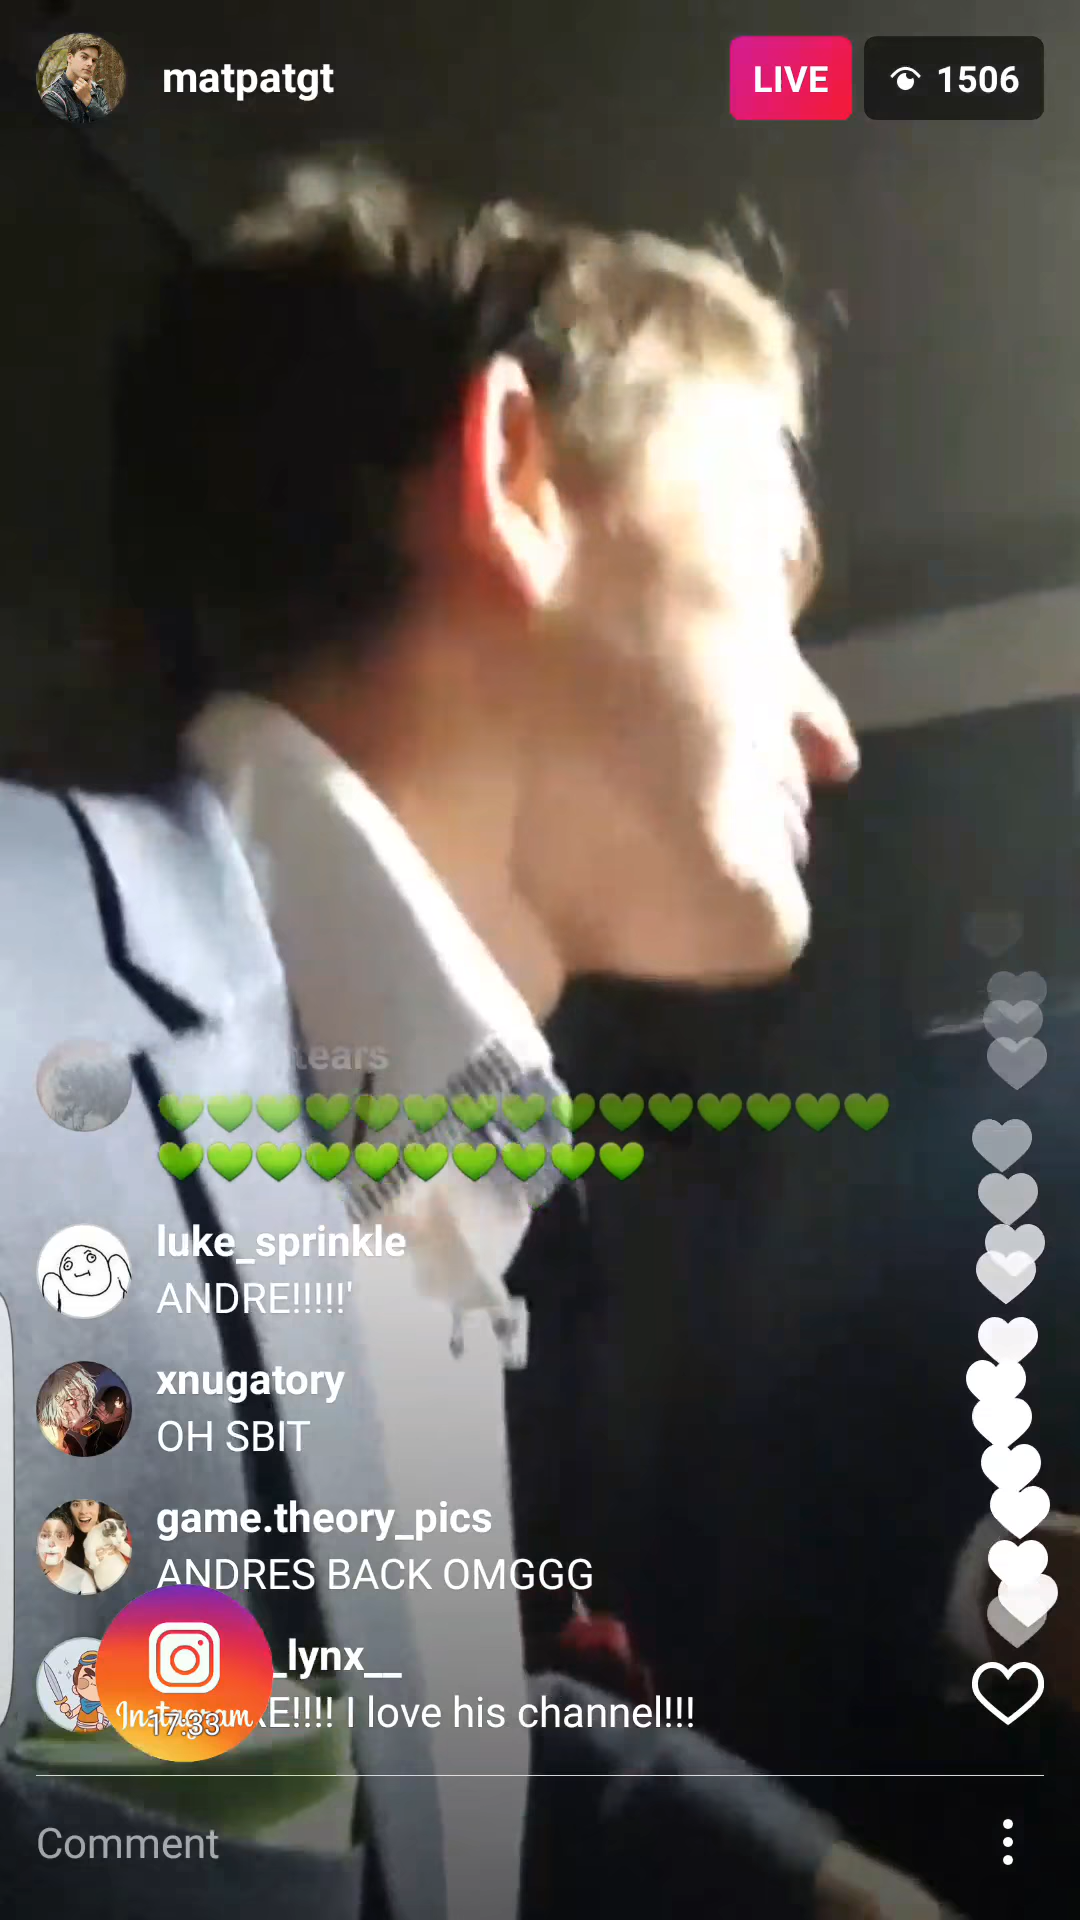 matpatgt
LIVE
1506
tears
💚💚💚💚💚💚💚💚💚💚💚💚💚💚💚
💚💚💚💚💚💚💚💚💚💚
luke_sprinkle
ANDRE!!!!!'
xnugatory
OH SBIT
game.theory_pics
ANDRES BACK OMGGG
_lynx__
E!!!! I love his channel!!!
Instagram
17:33
Comment